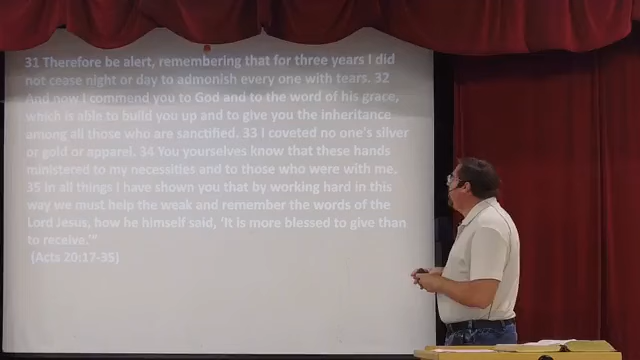 31 Therefore be alert, remembering that for three years I did
not cease night or day to admonish every one with tears. 32
And now I commend you to God and to the word of his grace,
which is able to build you up and to give you the inheritance
among all those who are sanctified. 33 I coveted no one's silver
or gold or apparel. 34 You yourselves know that these hands
ministered to my necessities and to those who were with me.
35 In all things I have shown you that by working hard in this
way we must help the weak and remember the words of the
Lord Jesus, how he himself said, 'It is more blessed to give than
to receive.'"
(Acts 20:17-35)